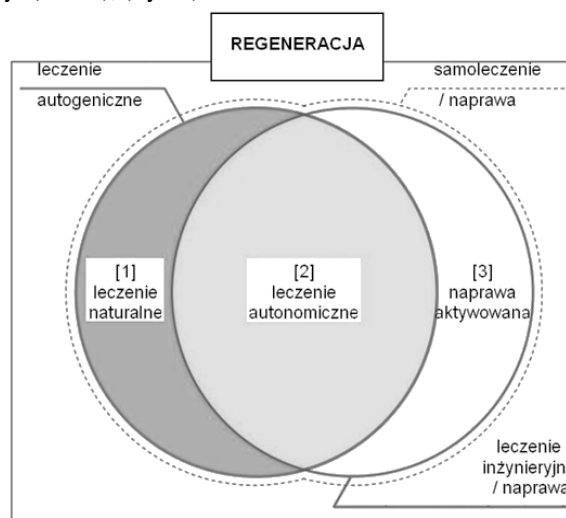 REGENERACJA
leczenie
autogeniczne
samoleczenie
/ naprawa
[1]
leczenie
naturalne
[2]
leczenie
autonomiczne
[3]
naprawa
aktywowana
leczenie
inżynieryjn
/ naprawa